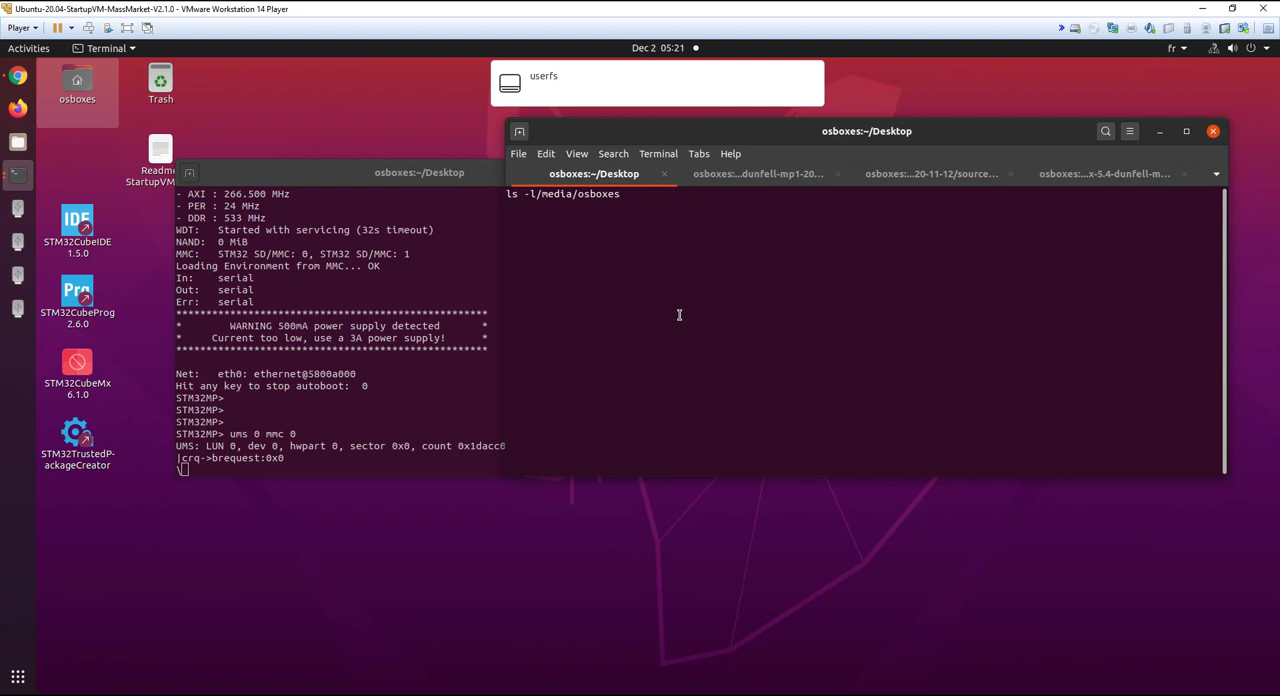 Ubuntu-20.04-StartupVM-MassMarket-V2.1.0 - VMware Workstation 14 Player
Player
Activities
Terminal
Dec 2 05:21
fr
osboxes
Trash
Readme
StartupVM
STM32CubeIDE
1.5.0
STM32CubeProg
2.6.0
STM32CubeMx
6.1.0
STM32TrustedP-
ackageCreator
IDE
Prg
userfs
osboxes:~/Desktop
- AXI : 266.500 MHz
- PER : 24 MHz
- DDR : 533 MHz
WDT: Started with servicing (32s timeout)
NAND: 0 MiB
MMC: STM32 SD/MMC: 0, STM32 SD/MMC: 1
Loading Environment from MMC... OK
In: serial
Out: serial
Err: serial
***************************************************
* WARNING 500mA power supply detected *
* Current too low, use a 3A power supply! *
***************************************************
Net: eth0: ethernet@5800a000
Hit any key to stop autoboot: 0
STM32MP>
STM32MP>
STM32MP>
STM32MP> ums 0 mmc 0
UMS: LUN 0, dev 0, hwpart 0, sector 0x0, count 0x1dacc0
|crq->brequest:0x0
\
osboxes:~/Desktop
File Edit View Search Terminal Tabs Help
osboxes:~/Desktop
osboxes:...dunfell-mp1-20...
osboxes:...20-11-12/source...
osboxes:...x-5.4-dunfell-m...
ls -l/media/osboxes